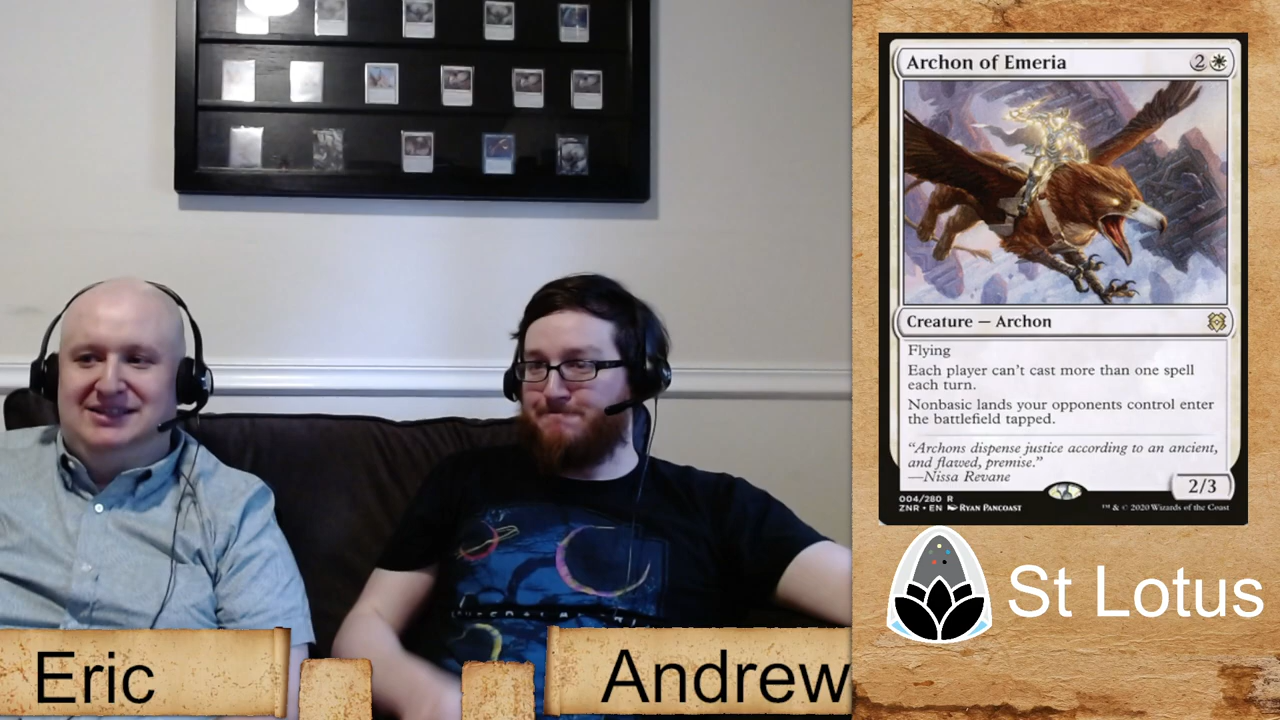 Archon of Emeria 2
Creature — Archon
Flying
Each player can't cast more than one spell
each turn.
Nonbasic lands your opponents control enter
the battlefield tapped.
"Archons dispense justice according to an ancient,
and flawed, premise."
—Nissa Revane
2/3
004/280 R
ZNR • EN RYAN PANCOAST
™ & © 2020 Wizards of the Coast
St Lotus
Eric
Andrew